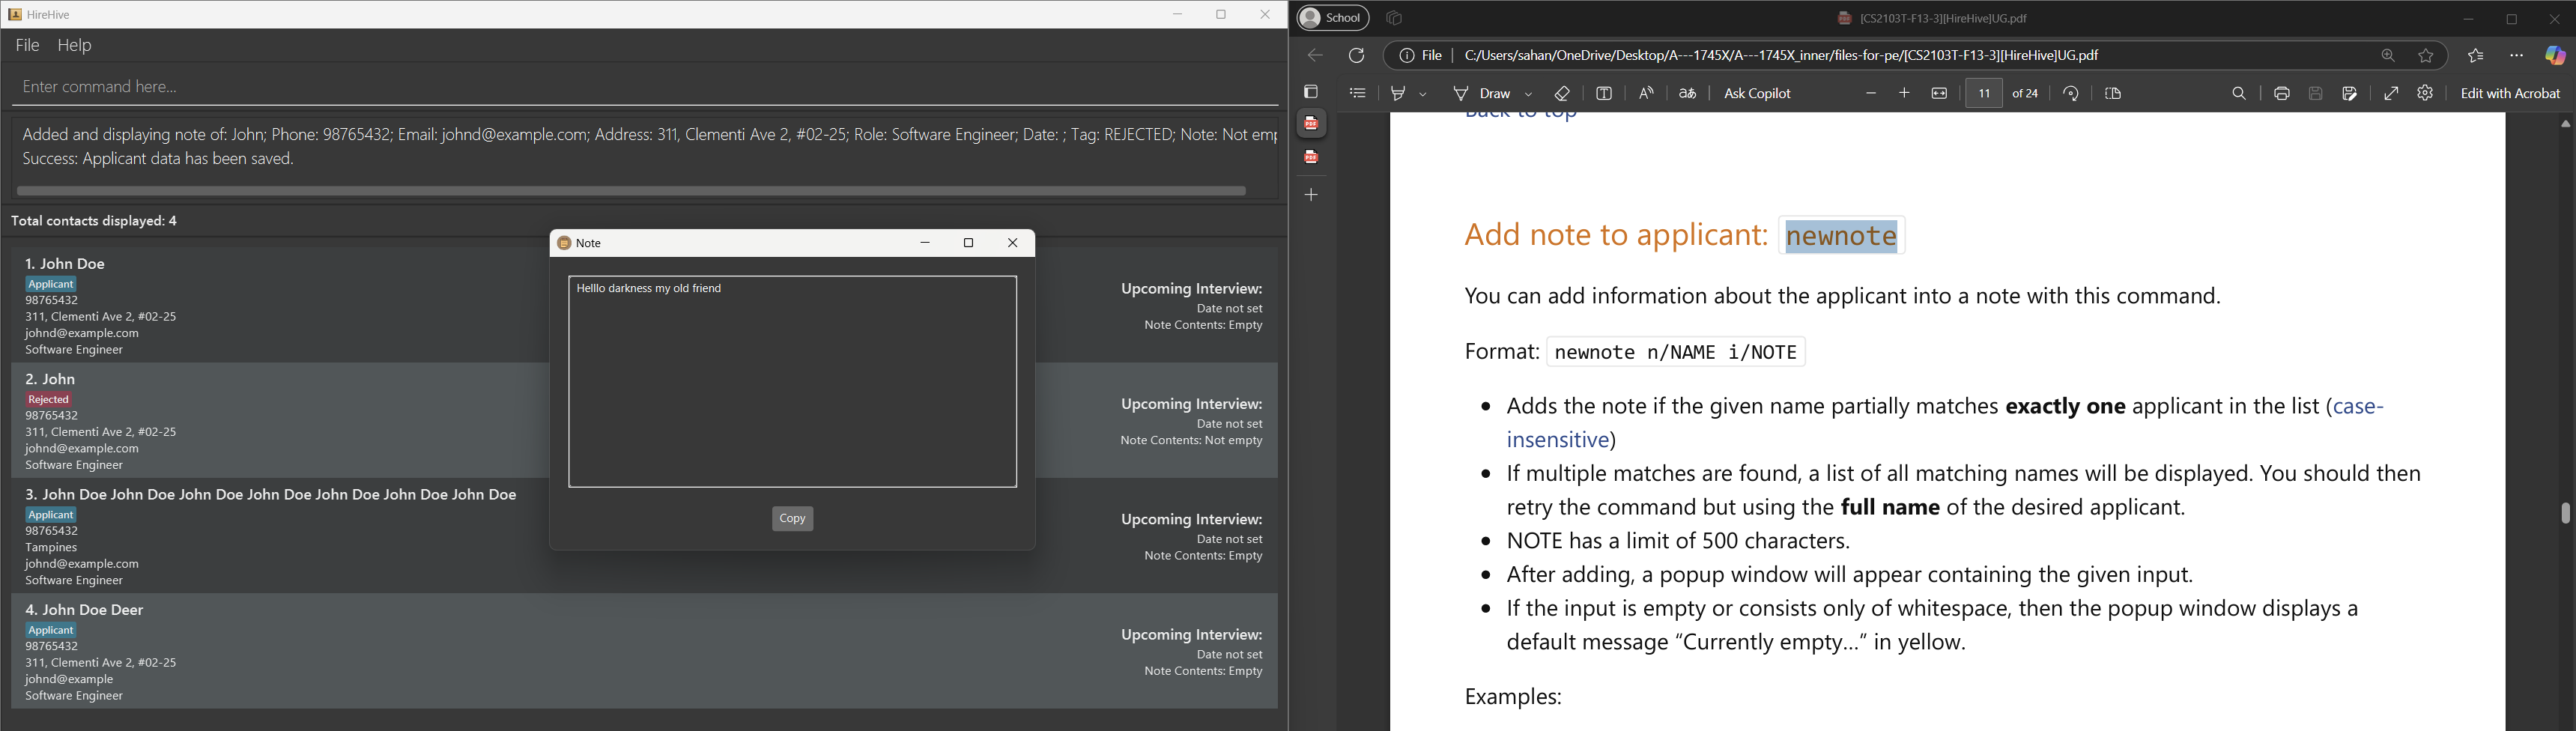 HireHive
File Help
Enter command here...
Added and displaying note of: John; Phone: 98765432; Email: johnd@example.com; Address: 311, Clementi Ave 2, #02-25; Role: Software Engineer; Date: ; Tag: REJECTED; Note: Not emp
Success: Applicant data has been saved.
Total contacts displayed: 4
1. John Doe
Applicant
98765432
311, Clementi Ave 2, #02-25
johnd@example.com
Software Engineer
Upcoming Interview:
Date not set
Note Contents: Empty
2. John
Rejected
98765432
311, Clementi Ave 2, #02-25
johnd@example.com
Software Engineer
Upcoming Interview:
Date not set
Note Contents: Not empty
3. John Doe John Doe John Doe John Doe John Doe John Doe John Doe
Applicant
98765432
Tampines
johnd@example.com
Software Engineer
Upcoming Interview:
Date not set
Note Contents: Empty
4. John Doe Deer
Applicant
98765432
311, Clementi Ave 2, #02-25
johnd@example
Software Engineer
Upcoming Interview:
Date not set
Note Contents: Empty
Note
Helllo darkness my old friend
Copy
School
[CS2103T-F13-3][HireHive]UG.pdf
File C:/Users/sahan/OneDrive/Desktop/A---1745X/A---1745X_inner/files-for-pe/[CS2103T-F13-3][HireHive]UG.pdf
Draw
Ask Copilot
11 of 24
Edit with Acrobat
Back to top
Add note to applicant: newnote
You can add information about the applicant into a note with this command.
Format: newnote n/NAME i/NOTE
• Adds the note if the given name partially matches exactly one applicant in the list (case-
insensitive)
• If multiple matches are found, a list of all matching names will be displayed. You should then
retry the command but using the full name of the desired applicant.
• NOTE has a limit of 500 characters.
• After adding, a popup window will appear containing the given input.
• If the input is empty or consists only of whitespace, then the popup window displays a
default message “Currently empty...” in yellow.
Examples: